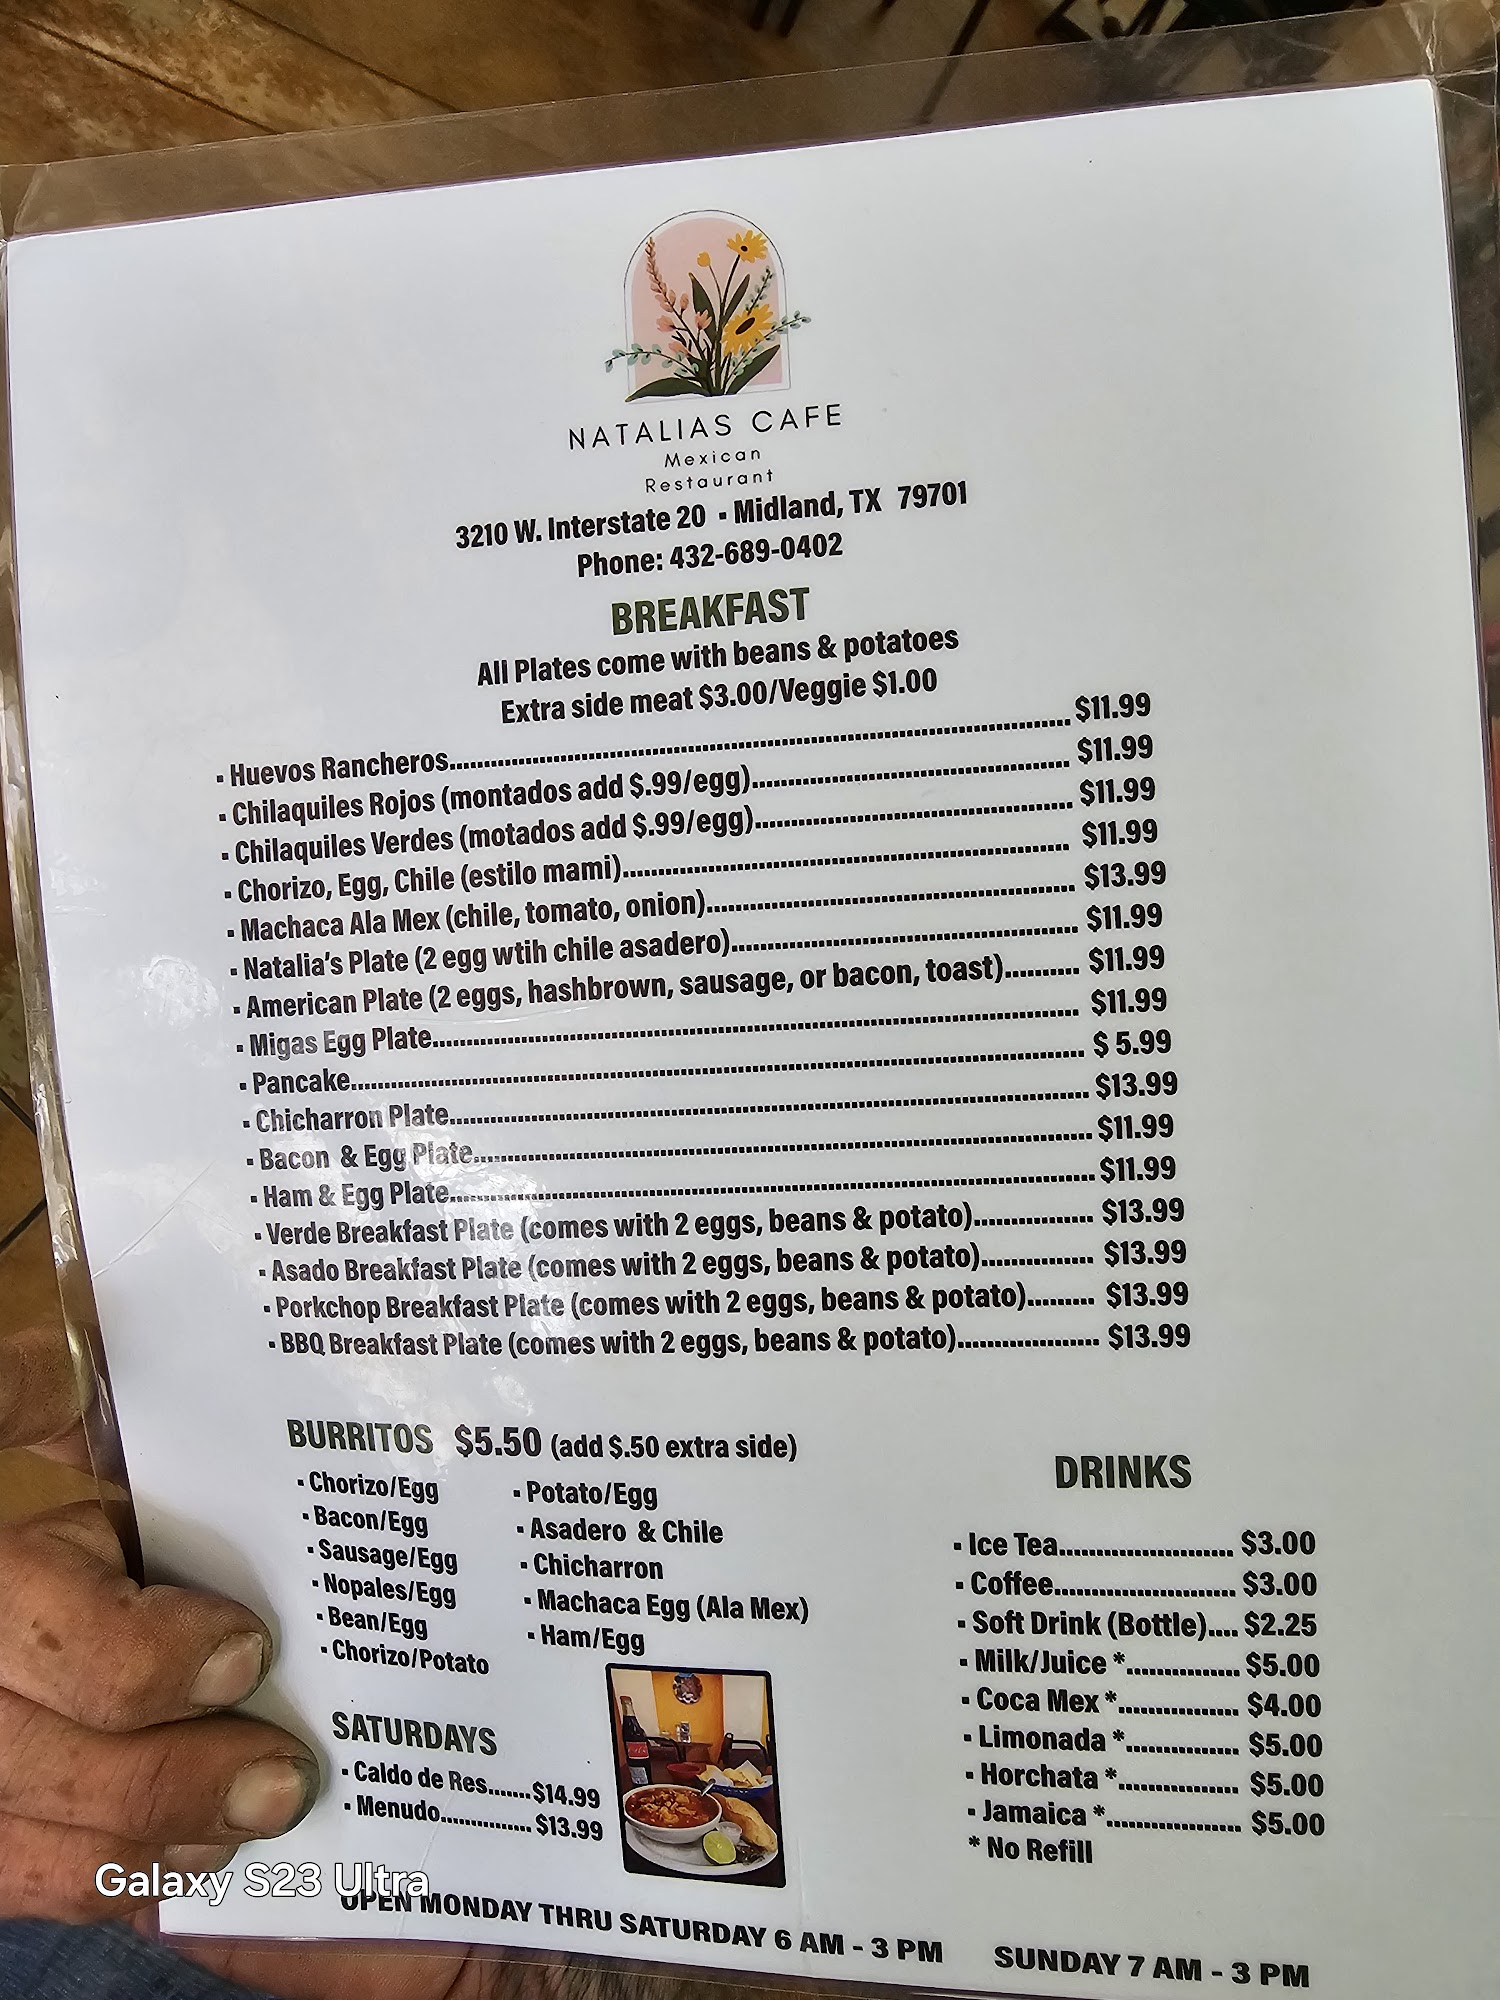 NATALIAS CAFE
Mexican
Restaurant
3210 W. Interstate 20 ▪ Midland, TX 79701
Phone: 432-689-0402
BREAKFAST
All Plates come with beans & potatoes
Extra side meat $3.00/Veggie $1.00
▪ Huevos Rancheros.......... $11.99
▪ Chilaquiles Rojos (montados add $.99/egg).......... $11.99
▪ Chilaquiles Verdes (motados add $.99/egg).......... $11.99
▪ Chorizo, Egg, Chile (estilo mami).......... $11.99
▪ Machaca Ala Mex (chile, tomato, onion).......... $13.99
▪ Natalia's Plate (2 egg wtih chile asadero).......... $11.99
▪ American Plate (2 eggs, hashbrown, sausage, or bacon, toast).......... $11.99
▪ Migas Egg Plate.......... $11.99
▪ Pancake.......... $ 5.99
▪ Chicharron Plate.......... $13.99
▪ Bacon & Egg Plate.......... $11.99
▪ Ham & Egg Plate.......... $11.99
▪ Verde Breakfast Plate (comes with 2 eggs, beans & potato).......... $13.99
▪ Asado Breakfast Plate (comes with 2 eggs, beans & potato).......... $13.99
▪ Porkchop Breakfast Plate (comes with 2 eggs, beans & potato)......... $13.99
▪ BBQ Breakfast Plate (comes with 2 eggs, beans & potato).......... $13.99
BURRITOS $5.50 (add $.50 extra side)
▪ Chorizo/Egg
▪ Bacon/Egg
▪ Sausage/Egg
▪ Nopales/Egg
▪ Bean/Egg
▪ Chorizo/Potato
▪ Potato/Egg
▪ Asadero & Chile
▪ Chicharron
▪ Machaca Egg (Ala Mex)
▪ Ham/Egg
SATURDAYS
▪ Caldo de Res.......$14.99
▪ Menudo.......... $13.99
DRINKS
▪ Ice Tea.......... $3.00
▪ Coffee.......... $3.00
▪ Soft Drink (Bottle).... $2.25
▪ Milk/Juice *.......... $5.00
▪ Coca Mex *.......... $4.00
▪ Limonada *.......... $5.00
▪ Horchata *.......... $5.00
▪ Jamaica *.......... $5.00
* No Refill
OPEN MONDAY THRU SATURDAY 6 AM - 3 PM SUNDAY 7 AM - 3 PM
Galaxy S23 Ultra